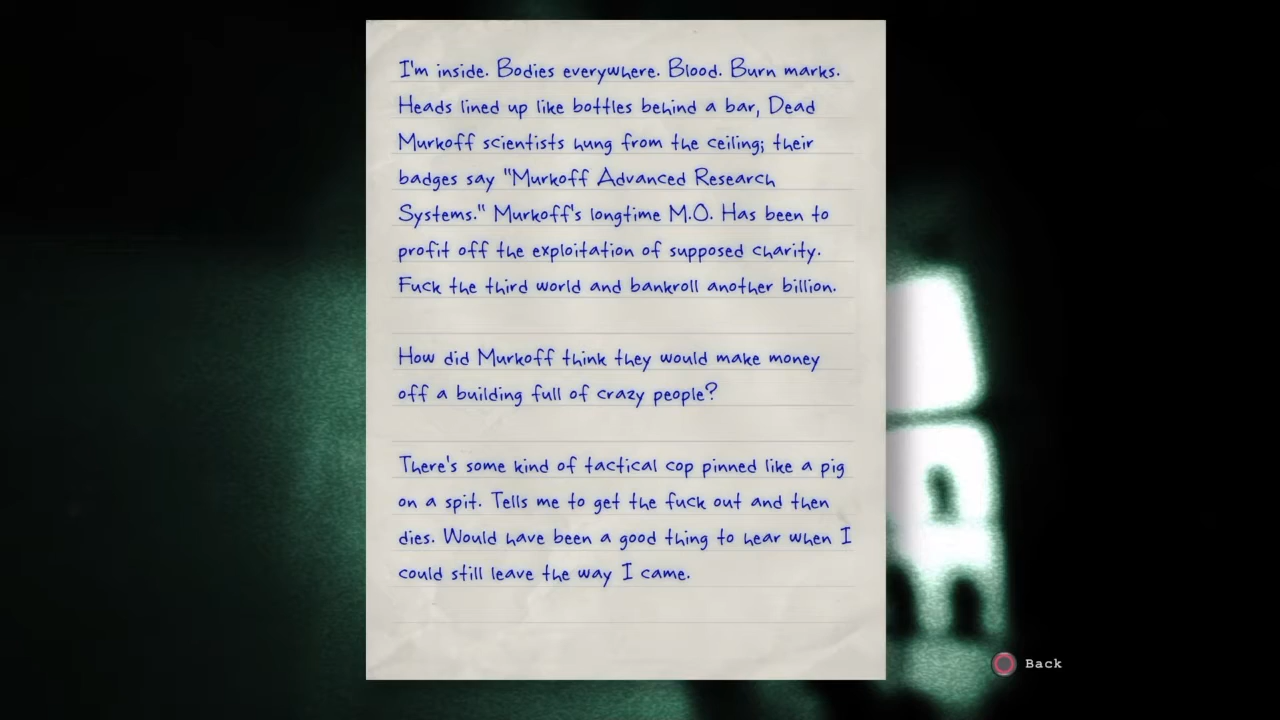 I'm inside. Bodies everywhere. Blood. Burn marks.
Heads lined up like bottles behind a bar, Dead
Murkoff scientists hung from the ceiling; their
badges say "Murkoff Advanced Research
Systems." Murkoff's longtime M.O. Has been to
profit off the exploitation of supposed charity.
Fuck the third world and bankroll another billion.
How did Murkoff think they would make money
off a building full of crazy people?
There's some kind of tactical cop pinned like a pig
on a spit. Tells me to get the fuck out and then
dies. Would have been a good thing to hear when I
could still leave the way I came.
Back